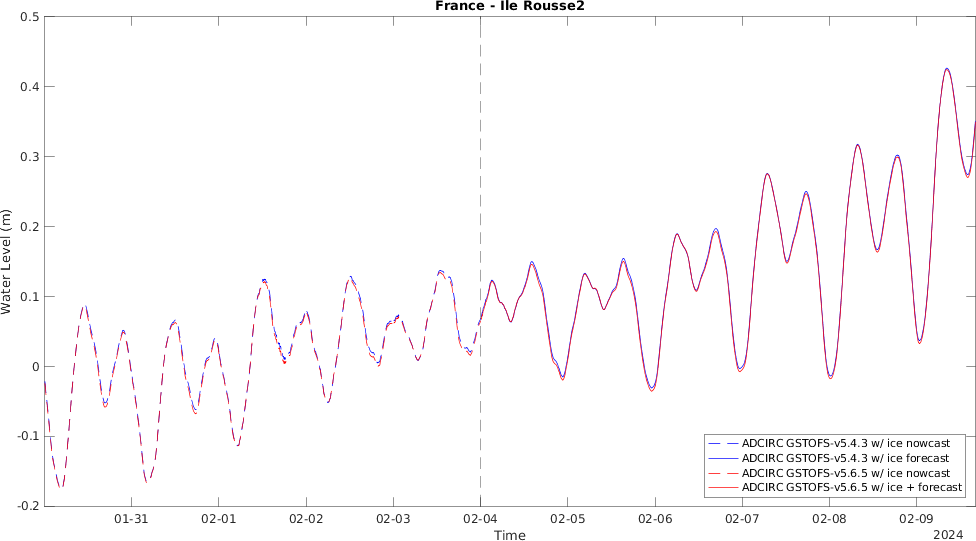 France - Ile Rousse2
Water Level (m)
0.5
0.4
0.3
0.2
0.1
0
-0.1
-0.2
ADCIRC GSTOFS-v5.4.3 w/ ice nowcast
ADCIRC GSTOFS-v5.4.3 w/ ice forecast
ADCIRC GSTOFS-v5.6.5 w/ ice nowcast
ADCIRC GSTOFS-v5.6.5 w/ ice + forecast
01-31 02-01 02-02 02-03 02-04 02-05 02-06 02-07 02-08 02-09
Time
2024